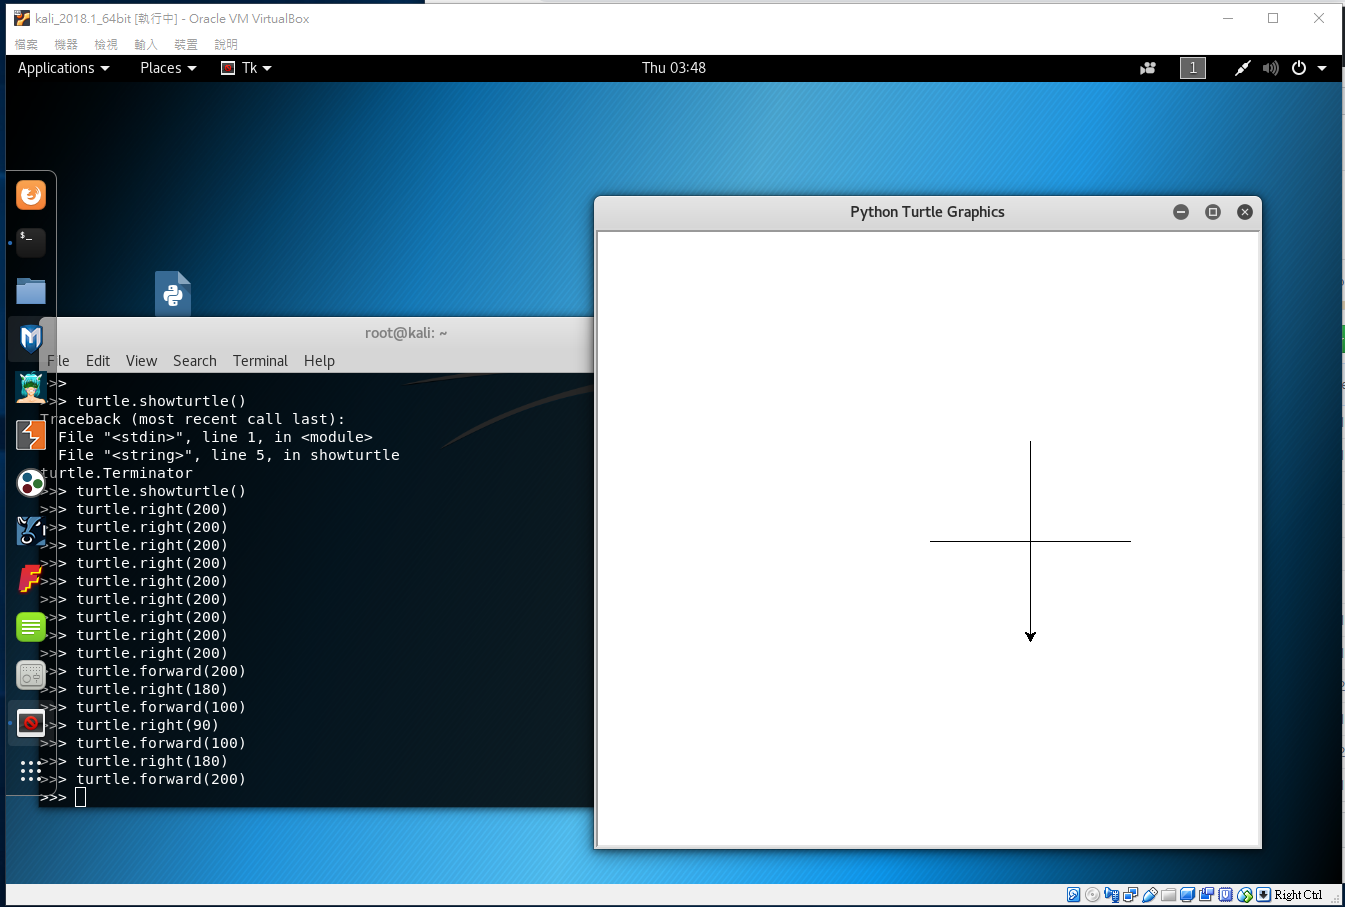 kali_2018.1_64bit [執行中] - Oracle VM VirtualBox
檔案 機器 檢視 輸入 裝置 說明
Applications Places Tk Thu 03:48 1
Python Turtle Graphics
root@kali: ~
File Edit View Search Terminal Help
>>>
>>> turtle.showturtle()
Traceback (most recent call last):
File "<stdin>", line 1, in <module>
File "<string>", line 5, in showturtle
turtle.Terminator
>>> turtle.showturtle()
>>> turtle.right(200)
>>> turtle.right(200)
>>> turtle.right(200)
>>> turtle.right(200)
>>> turtle.right(200)
>>> turtle.right(200)
>>> turtle.right(200)
>>> turtle.right(200)
>>> turtle.right(200)
>>> turtle.forward(200)
>>> turtle.right(180)
>>> turtle.forward(100)
>>> turtle.right(90)
>>> turtle.forward(100)
>>> turtle.right(180)
>>> turtle.forward(200)
>>>
Right Ctrl